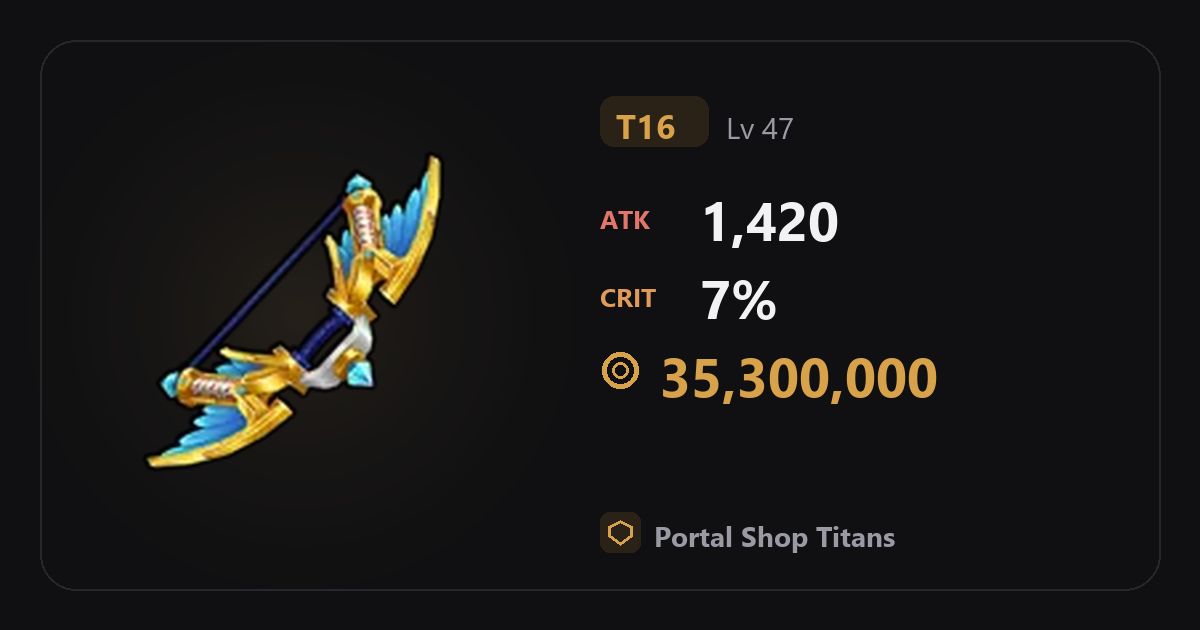 T16 Lv 47
ATK 1,420
CRIT 7%
35,300,000
Portal Shop Titans